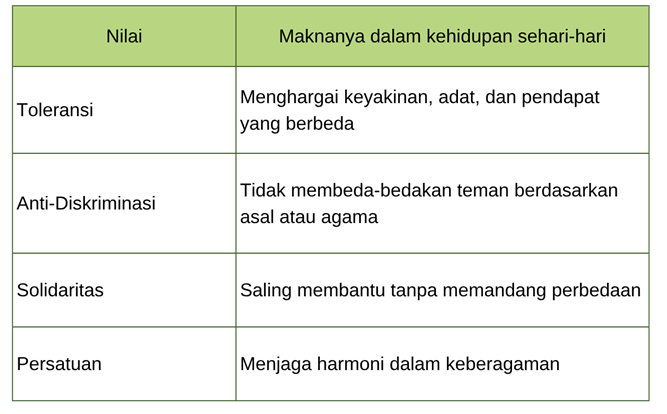 Nilai
Maknanya dalam kehidupan sehari-hari
Toleransi
Menghargai keyakinan, adat, dan pendapat
yang berbeda
Anti-Diskriminasi
Tidak membeda-bedakan teman berdasarkan
asal atau agama
Solidaritas
Saling membantu tanpa memandang perbedaan
Persatuan
Menjaga harmoni dalam keberagaman